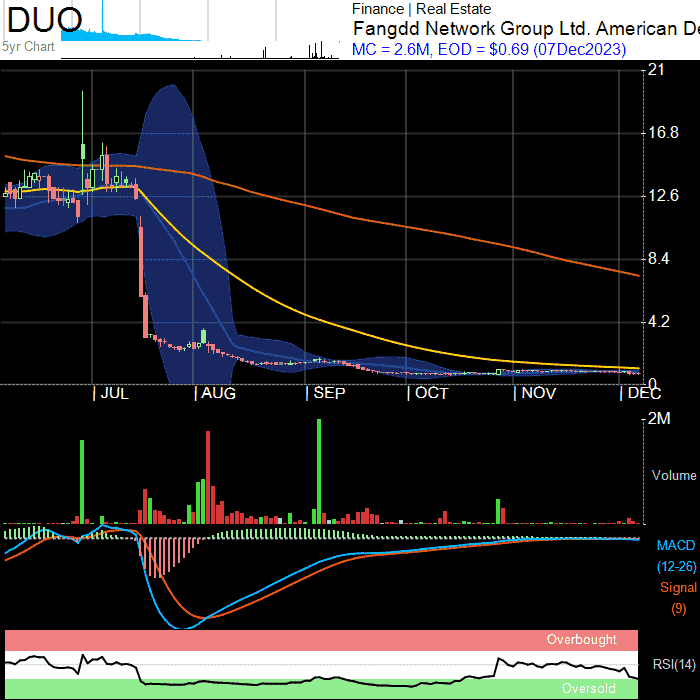 DUO
5yr Chart
Finance | Real Estate
Fangdd Network Group Ltd. American De
MC = 2.6M, EOD = $0.69 (07Dec2023)
21
16.8
12.6
8.4
4.2
0
JUL
AUG
SEP
OCT
NOV
DEC
2M
Volume
MACD
(12-26)
Signal
(9)
Overbought
RSI(14)
Oversold